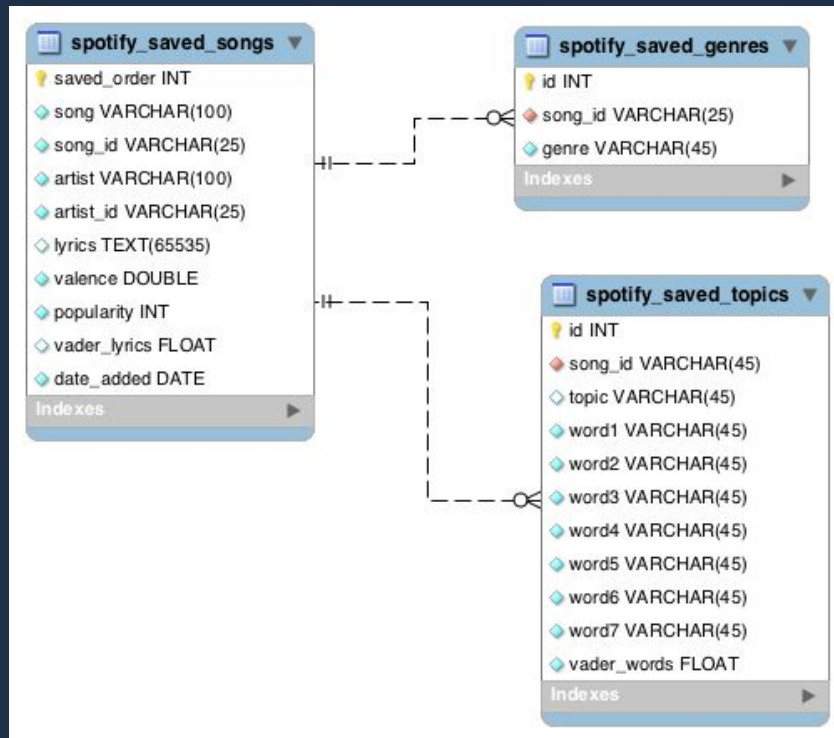 spotify_saved_songs
saved_order INT
song VARCHAR(100)
song_id VARCHAR(25)
artist VARCHAR(100)
artist_id VARCHAR(25)
lyrics TEXT(65535)
valence DOUBLE
popularity INT
vader_lyrics FLOAT
date_added DATE
Indexes
spotify_saved_genres
id INT
song_id VARCHAR(25)
genre VARCHAR(45)
Indexes
spotify_saved_topics
id INT
song_id VARCHAR(45)
topic VARCHAR(45)
word1 VARCHAR(45)
word2 VARCHAR(45)
word3 VARCHAR(45)
word4 VARCHAR(45)
word5 VARCHAR(45)
word6 VARCHAR(45)
word7 VARCHAR(45)
vader_words FLOAT
Indexes